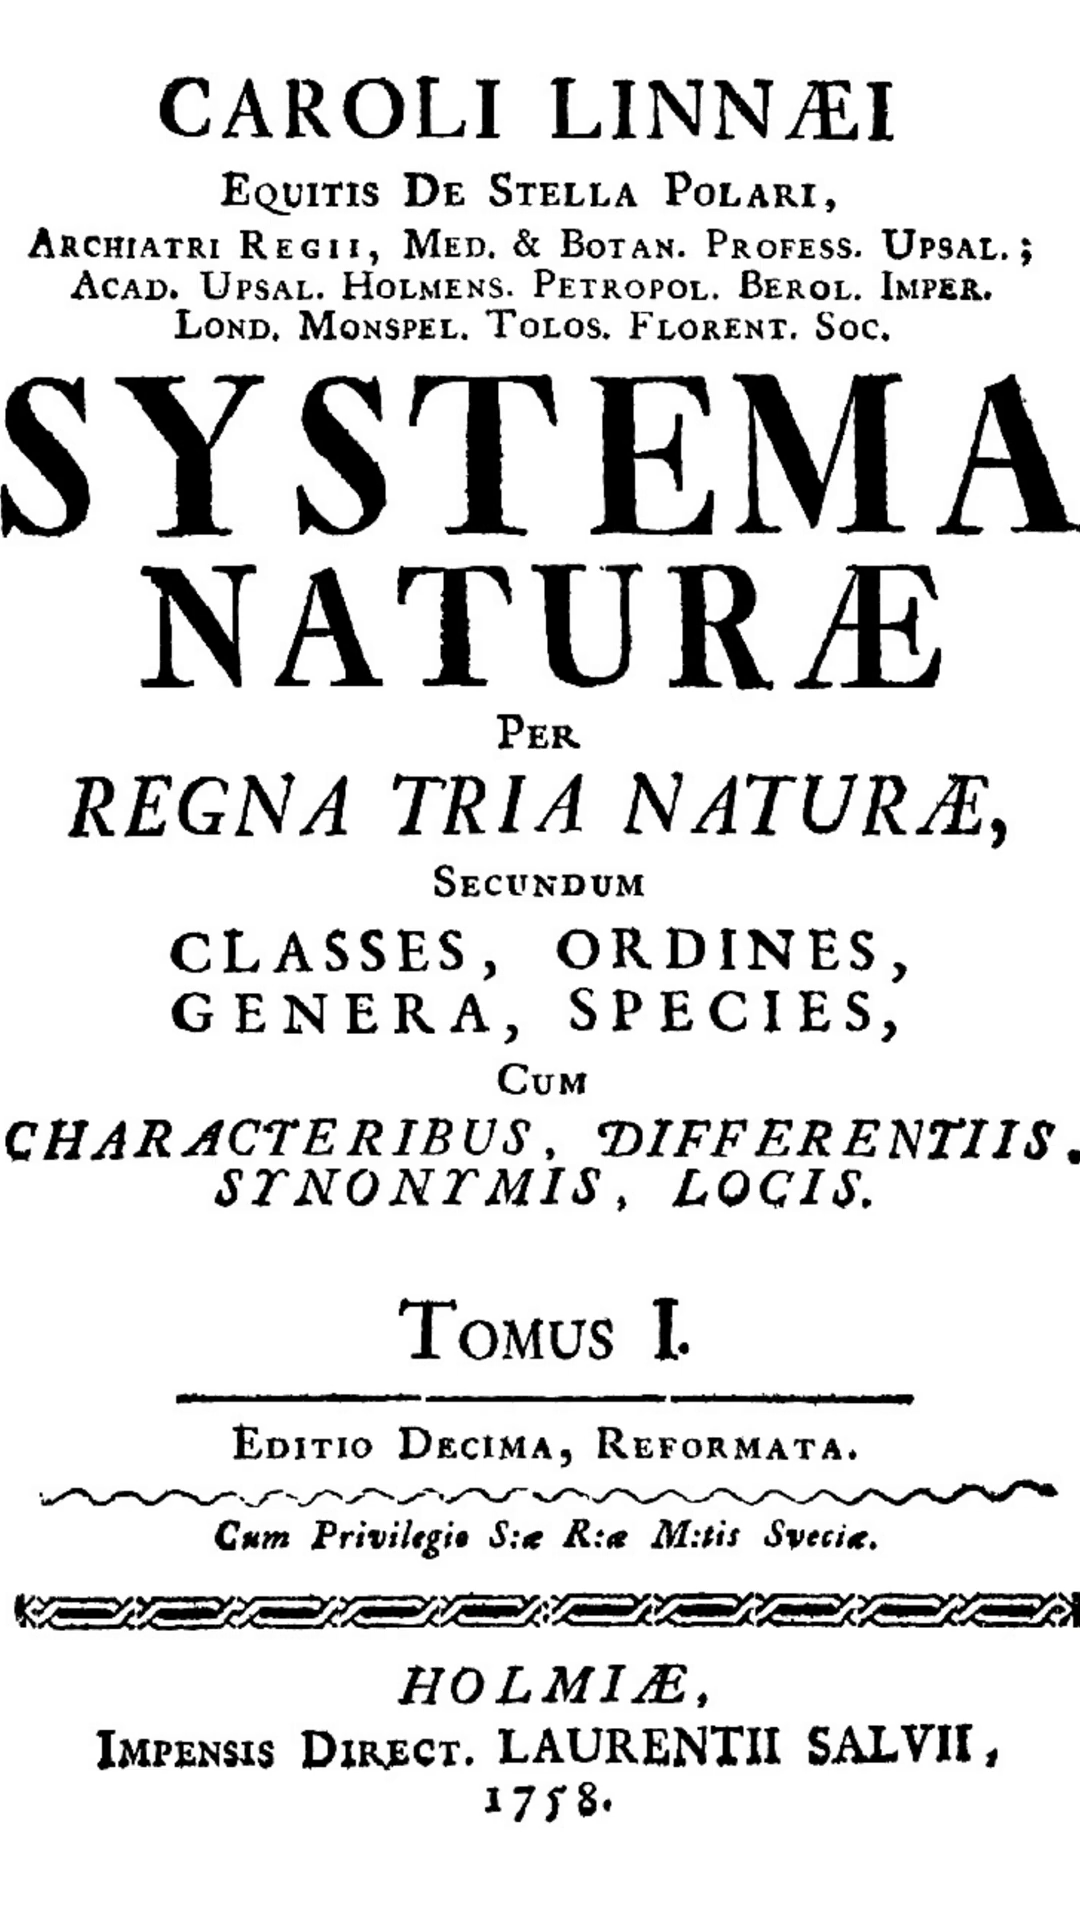 CAROLI LINNÆI
EQUITIS DE STELLA POLARI,
ARCHIATRI REGII, MED. & BOTAN. PROFESS. UPSAL. ;
ACAD. UPSAL. HOLMENS. PETROPOL. BEROL. IMPER.
LOND. MONSPEL. TOLOS. FLORENT. SOC.
SYSTEMA
NATURÆ
PER
REGNA TRIA NATURÆ,
SECUNDUM
CLASSES, ORDINES,
GENERA, SPECIES,
CUM
CHARACTERIBUS, DIFFERENTIIS.
SYNONYMIS, LOCIS.
TOMUS I.
EDITIO DECIMA, REFORMATA.
Cum Privilegio S:æ R:æ M:tis Sveciæ.
HOLMIÆ,
IMPENSIS DIRECT. LAURENTII SALVII,
1758.